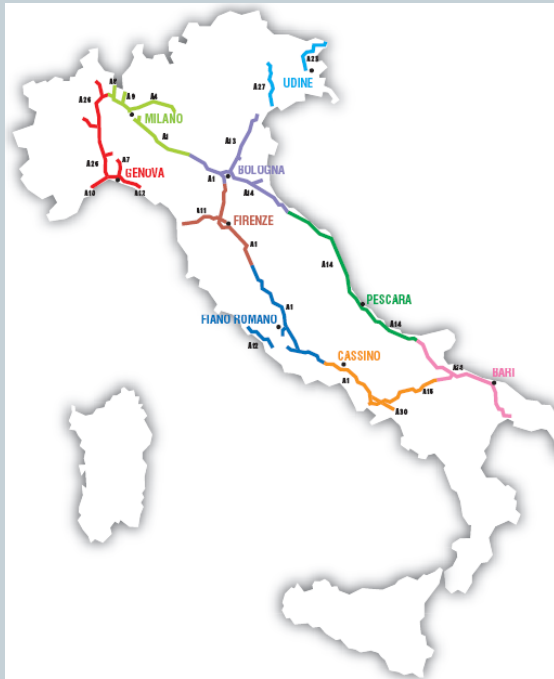 A23
UDINE
A8
A9
A4
A27
A26
MILANO
A1
A13
A26
A7
GENOVA
A1
BOLOGNA
A14
A10
A12
A11
FIRENZE
A1
A14
A1
PESCARA
FIANO ROMANO
A14
A12
CASSINO
A1
BARI
A16
A30